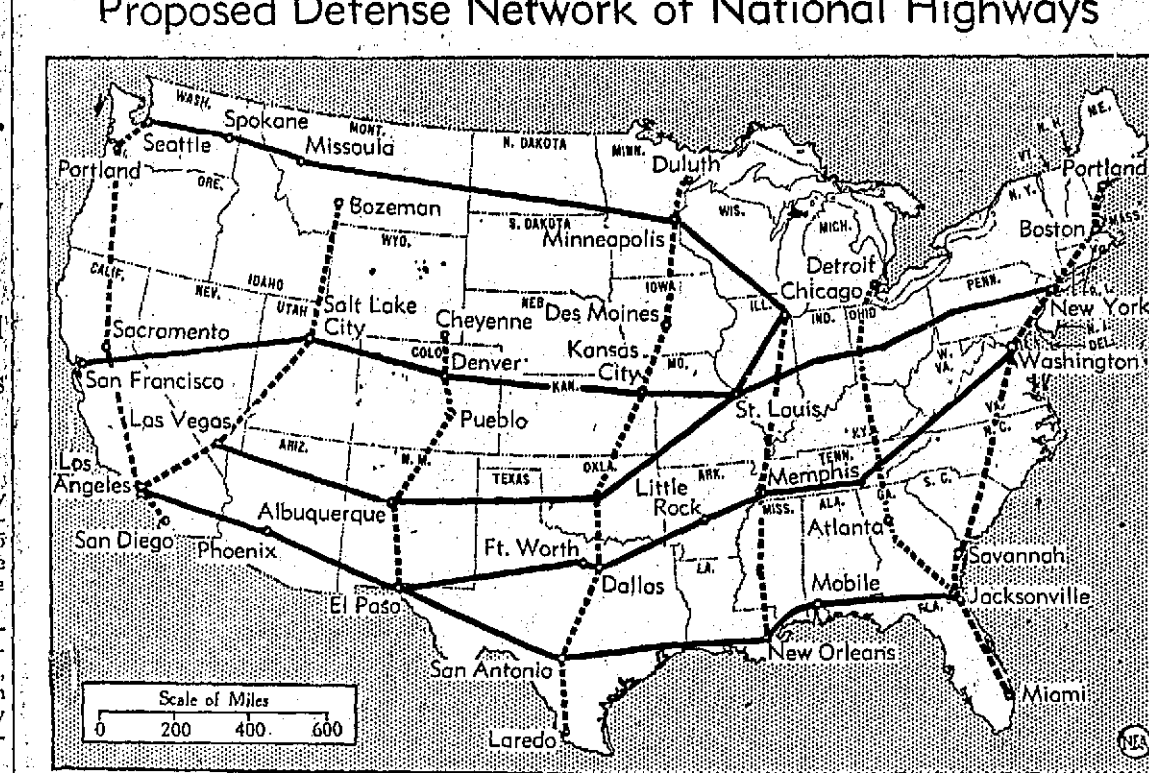 Proposed Defense Network of National Highways
WASH.
Spokane
MONT.
Seattle
Missoula
N. DAKOTA
MINN.
Duluth
ME.
N. H.
VT.
Portland
ORE.
Portland
N. Y.
MASS.
Bozeman
WYO.
S. DAKOTA
Minneapolis
WIS.
MICH.
Boston
CALIF.
NEV.
IDAHO
UTAH
Salt Lake
City
NEB.
IOWA
Detroit
Chicago
ILL.
IND.
OHIO
PENN.
New York
Sacramento
Cheyenne
Des Moines
COLO.
Denver
Kansas
City
KAN.
MO.
W.
VA.
N. J.
DEL.
Washington
San Francisco
Las Vegas
Pueblo
St. Louis
KY.
VA.
N. C.
ARIZ.
N. M.
TEXAS
OKLA.
ARK.
TENN.
Los
Angeles
Albuquerque
Little
Rock
Memphis
MISS.
ALA.
GA.
S. C.
Atlanta
San Diego
Phoenix
Ft. Worth
LA.
Dallas
Savannah
El Paso
Mobile
FLA.
Jacksonville
San Antonio
New Orleans
Scale of Miles
0 200 400 600
Laredo
Miami
NEA